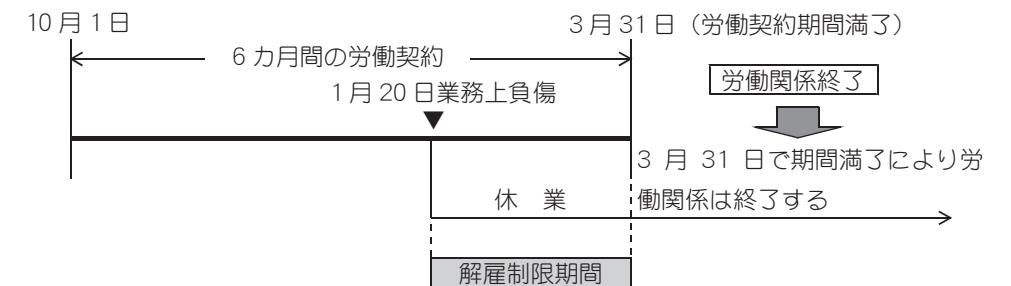 10月1日
3月31日（労働契約期間満了）
6カ月間の労働契約
1月20日業務上負傷
労働関係終了
3月31日で期間満了により労
働関係は終了する
休業
解雇制限期間